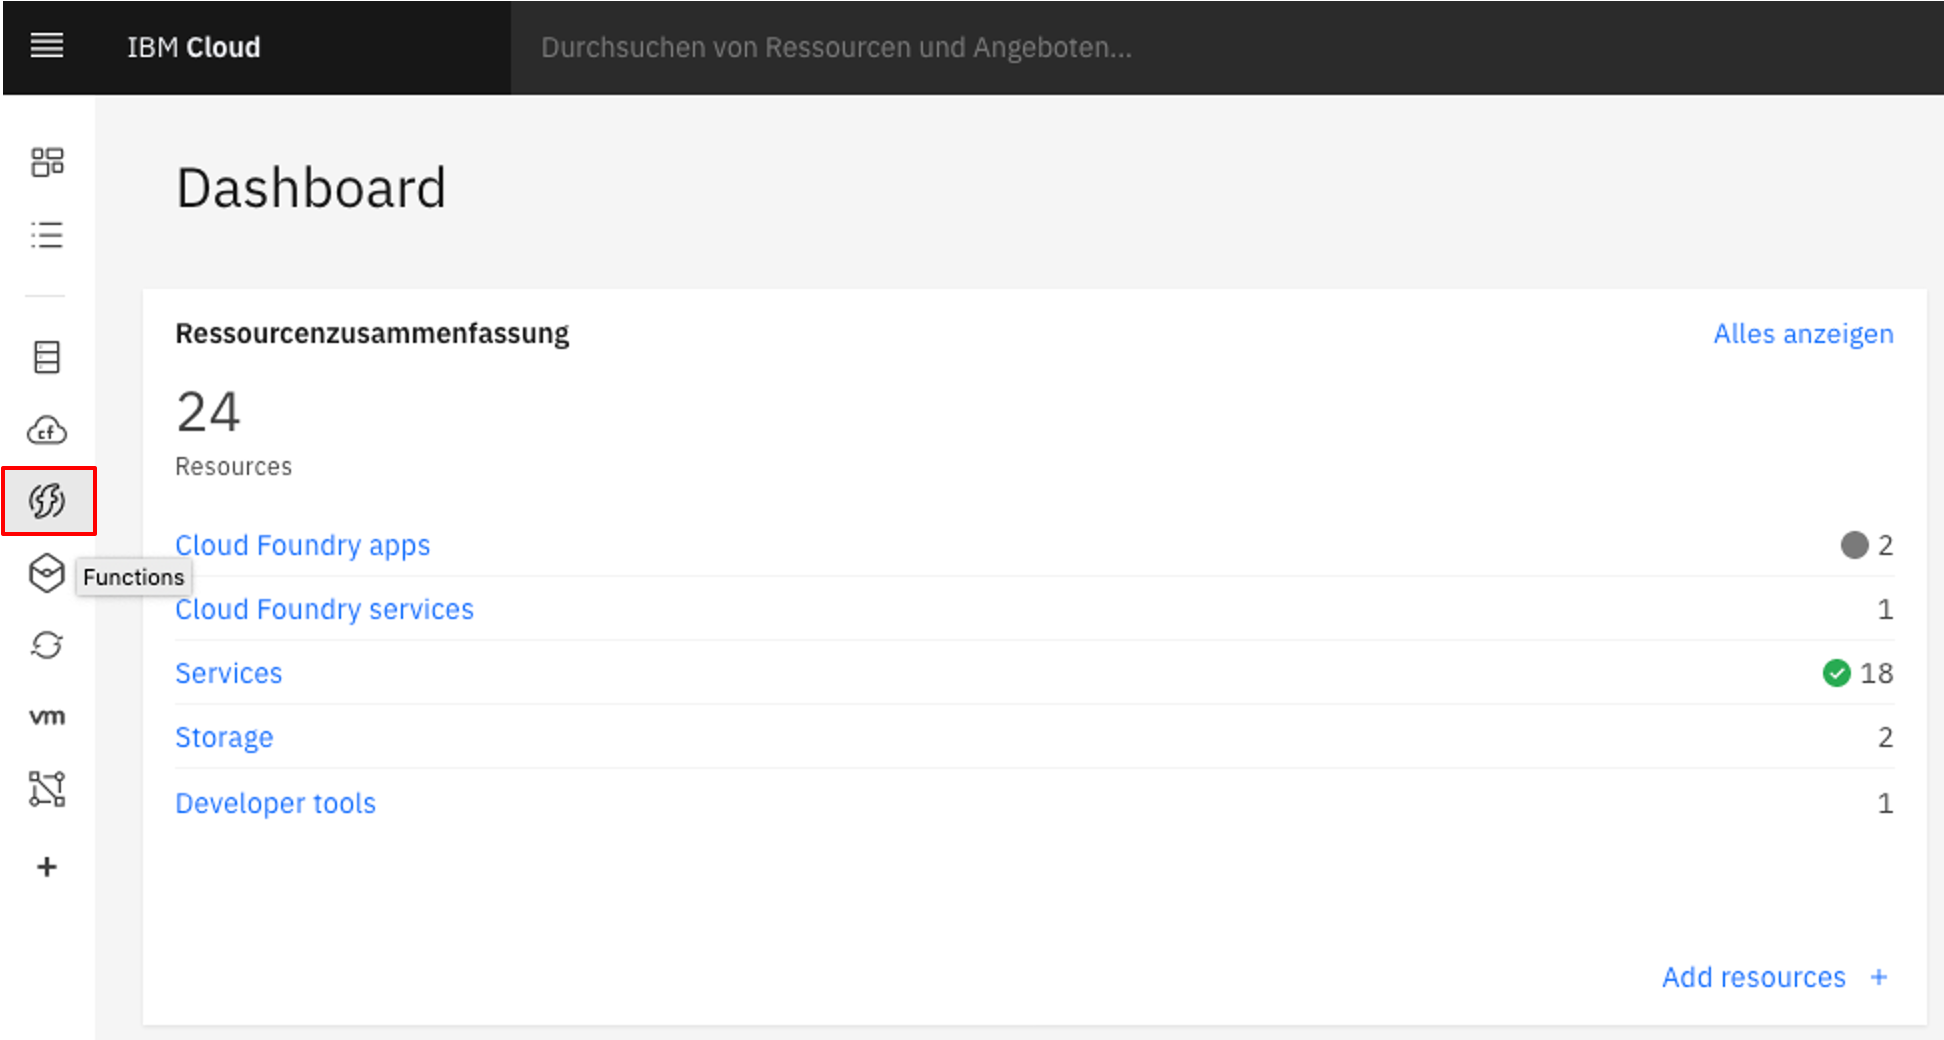 IBM Cloud
Durchsuchen von Ressourcen und Angeboten...
Dashboard
Ressourcenzusammenfassung
Alles anzeigen
24
Resources
cf
Functions
Cloud Foundry apps 2
Cloud Foundry services 1
Services 18
Storage 2
Developer tools 1
vm
Add resources +